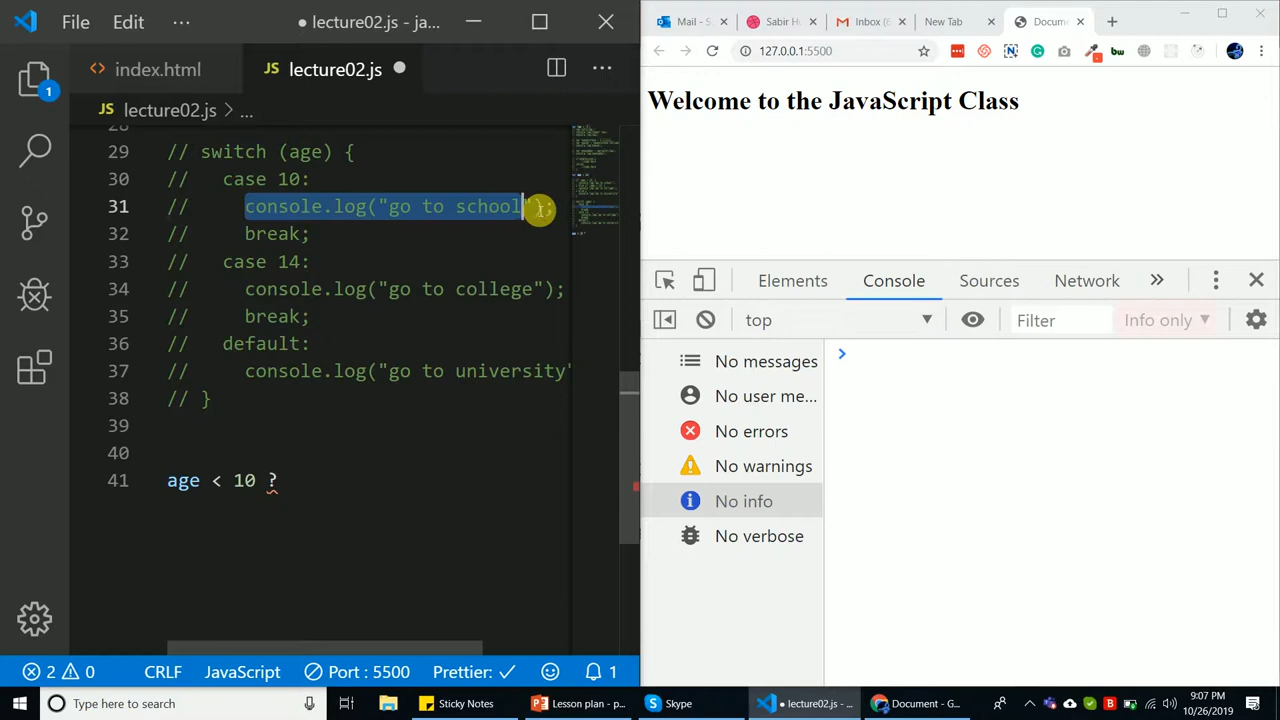 File Edit ··· ● lecture02.js - ja...
Mail - S...
Sabir Hu
Inbox (6
New Tab
Docume
127.0.0.1:5500
<> index.html
JS lecture02.js ●
JS lecture02.js > ...
Welcome to the JavaScript Class
28
29 // switch (age) {
30 // case 10:
31 // console.log("go to school");
32 // break;
33 // case 14:
34 // console.log("go to college");
35 // break;
36 // default:
37 // console.log("go to university"
38 // }
39
40
41 age < 10 ?
1
Elements Console Sources Network »
top Filter Info only ▼
No messages
No user me...
No errors
No warnings
No info
No verbose
2 0 CRLF JavaScript Port : 5500 Prettier: ✓ 1
Type here to search
Sticky Notes
Lesson plan - p...
Skype
● lecture02.js - ...
Document - G...
9:07 PM
10/26/2019